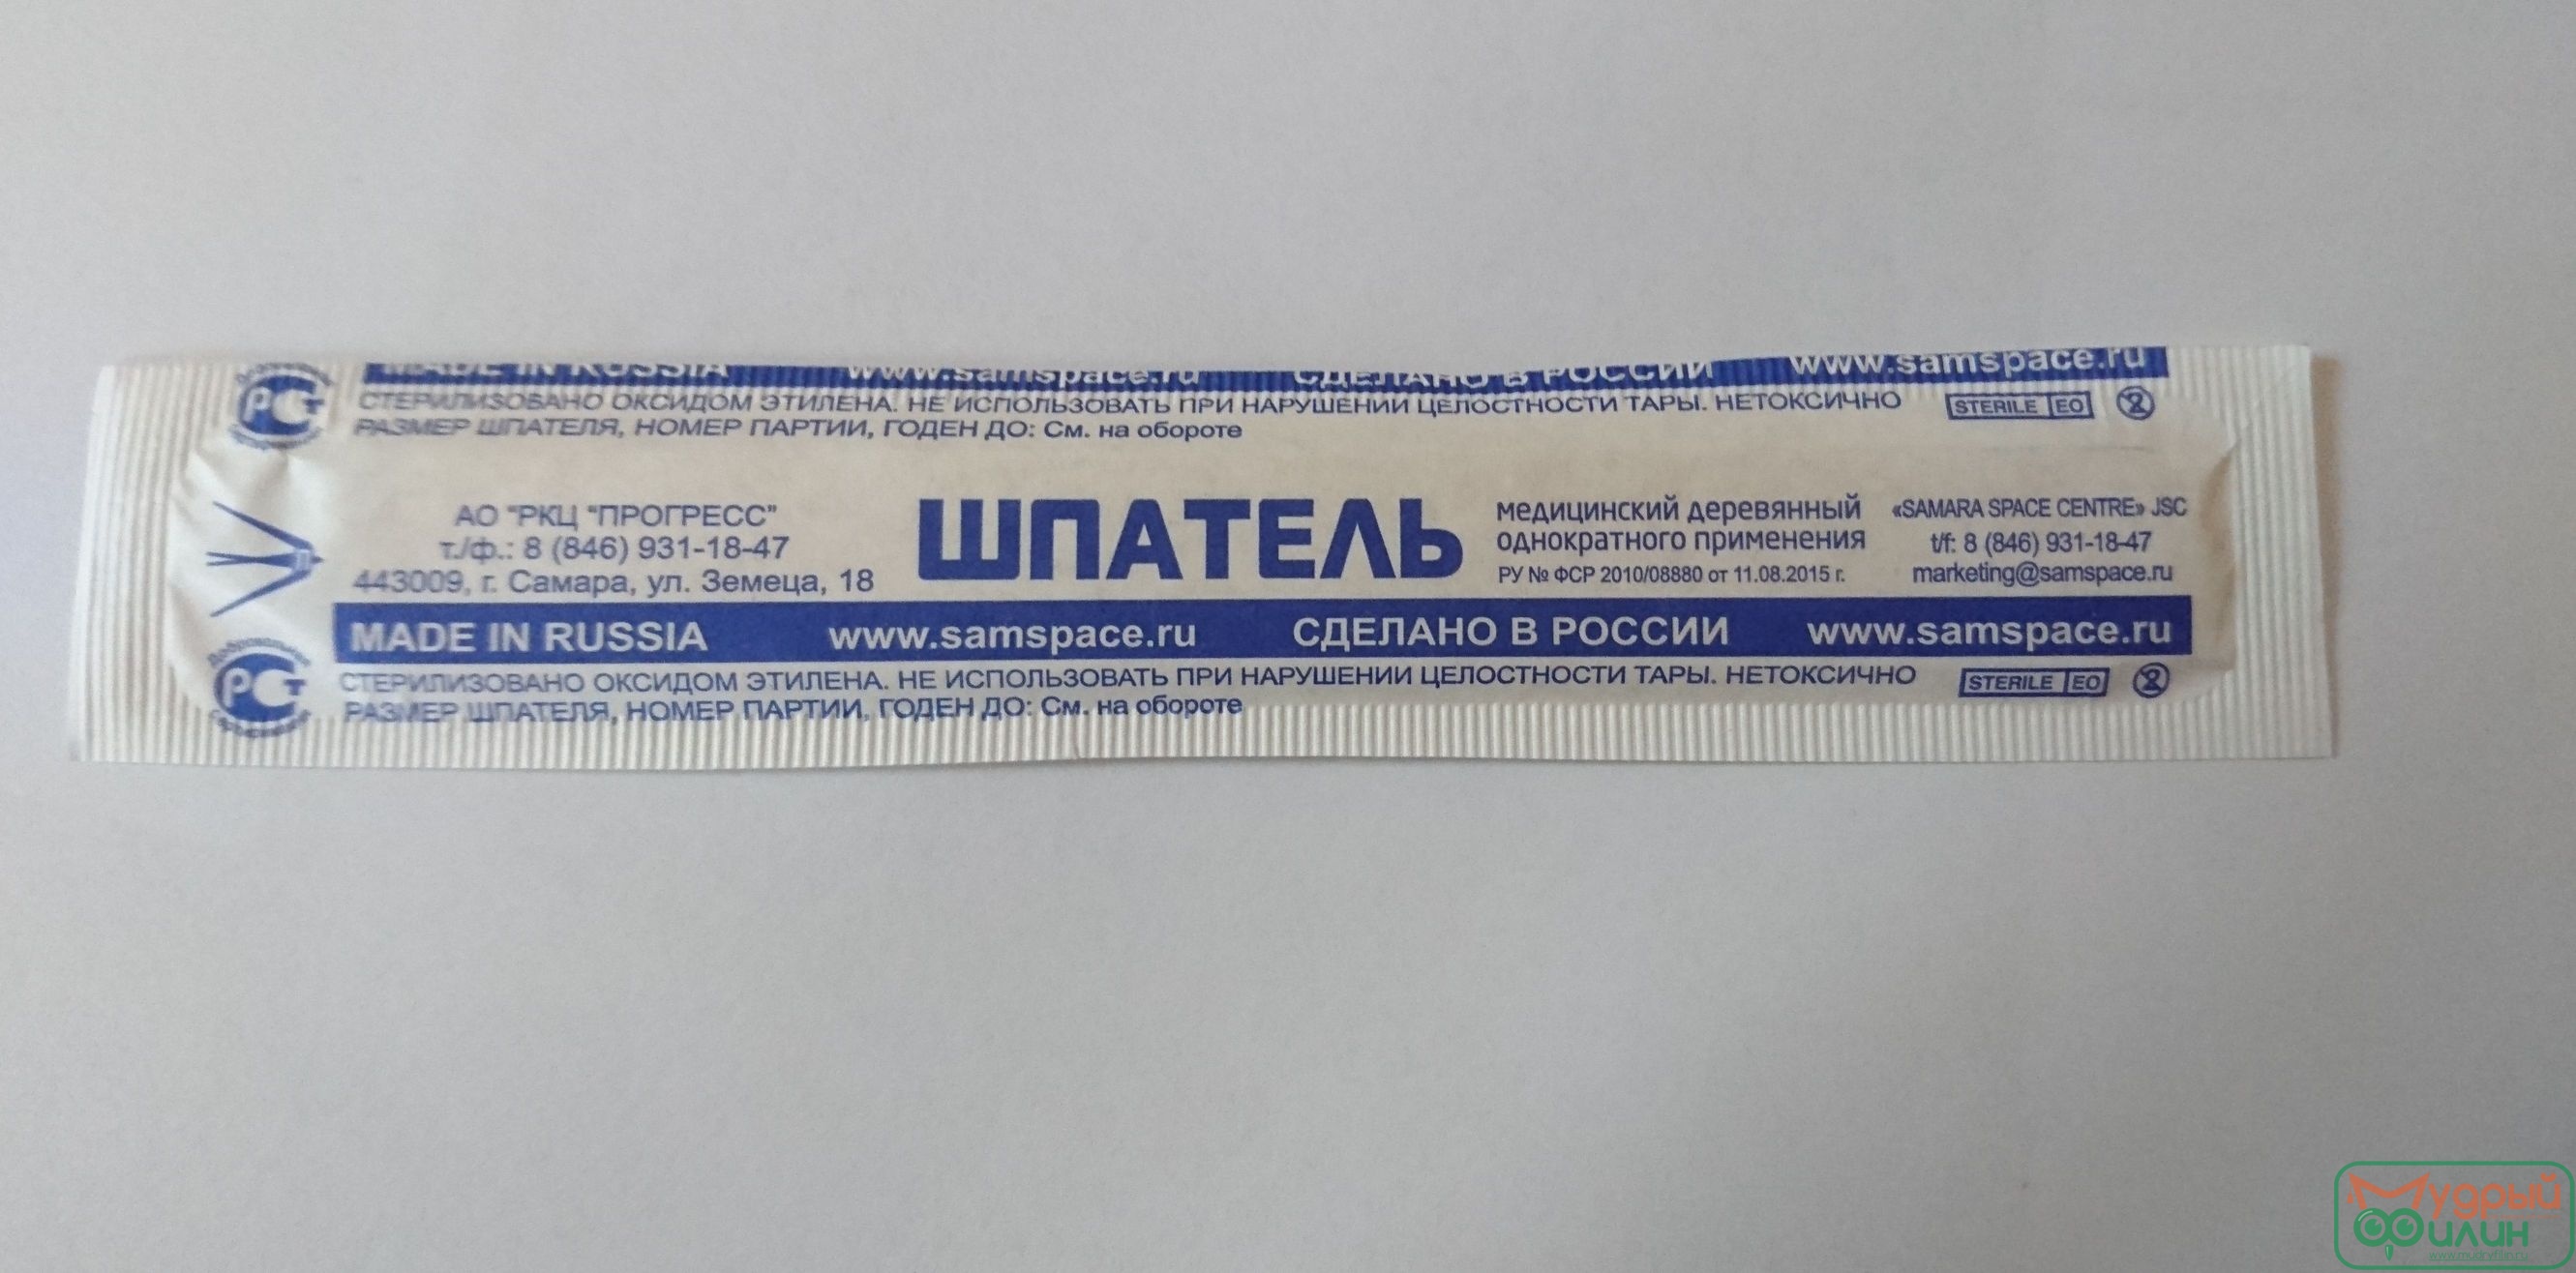 MADE IN RUSSIA www.samspace.ru СДЕЛАНО В РОССИИ www.samspace.ru
РСТ СТЕРИЛИЗОВАНО ОКСИДОМ ЭТИЛЕНА. НЕ ИСПОЛЬЗОВАТЬ ПРИ НАРУШЕНИИ ЦЕЛОСТНОСТИ ТАРЫ. НЕТОКСИЧНО STERILE EO 2
РАЗМЕР ШПАТЕЛЯ, НОМЕР ПАРТИИ, ГОДЕН ДО: См. на обороте
АО "РКЦ "ПРОГРЕСС"
т./ф.: 8 (846) 931-18-47
443009, г. Самара, ул. Земеца, 18
ШПАТЕЛЬ
медицинский деревянный
однократного применения
РУ № ФСР 2010/08880 от 11.08.2015 г.
«SAMARA SPACE CENTRE» JSC
t/f: 8 (846) 931-18-47
marketing@samspace.ru
MADE IN RUSSIA www.samspace.ru СДЕЛАНО В РОССИИ www.samspace.ru
РСТ СТЕРИЛИЗОВАНО ОКСИДОМ ЭТИЛЕНА. НЕ ИСПОЛЬЗОВАТЬ ПРИ НАРУШЕНИИ ЦЕЛОСТНОСТИ ТАРЫ. НЕТОКСИЧНО STERILE EO 2
РАЗМЕР ШПАТЕЛЯ, НОМЕР ПАРТИИ, ГОДЕН ДО: См. на обороте
Мудрый
Филин